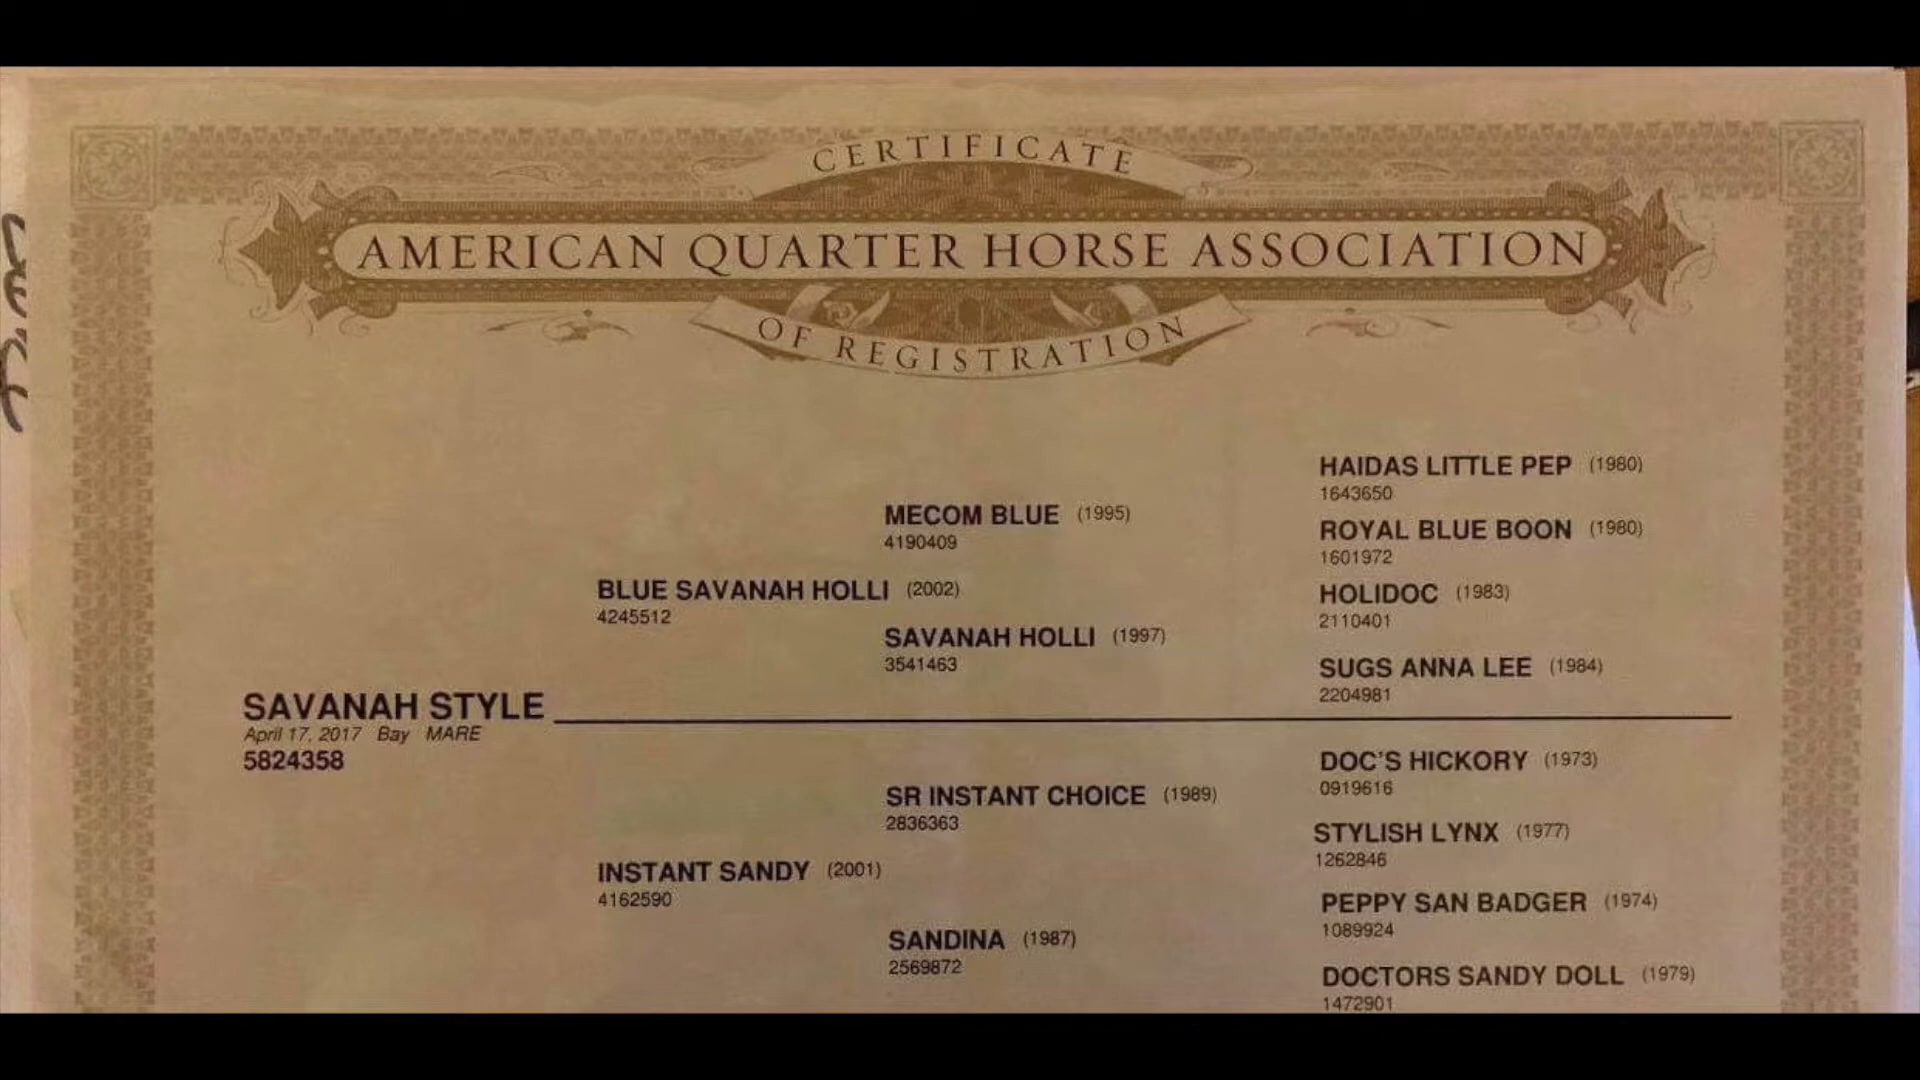 CERTIFICATE
AMERICAN QUARTER HORSE ASSOCIATION
OF REGISTRATION
HAIDAS LITTLE PEP (1980)
1643650
MECOM BLUE (1995)
4190409
ROYAL BLUE BOON (1980)
1601972
BLUE SAVANAH HOLLI (2002)
4245512
HOLIDOC (1983)
2110401
SAVANAH HOLLI (1997)
3541463
SUGS ANNA LEE (1984)
2204981
SAVANAH STYLE
April 17, 2017 Bay MARE
5824358
DOC'S HICKORY (1973)
0919616
SR INSTANT CHOICE (1989)
2836363
STYLISH LYNX (1977)
1262846
INSTANT SANDY (2001)
4162590
PEPPY SAN BADGER (1974)
1089924
SANDINA (1987)
2569872
DOCTORS SANDY DOLL (1979)
1472901